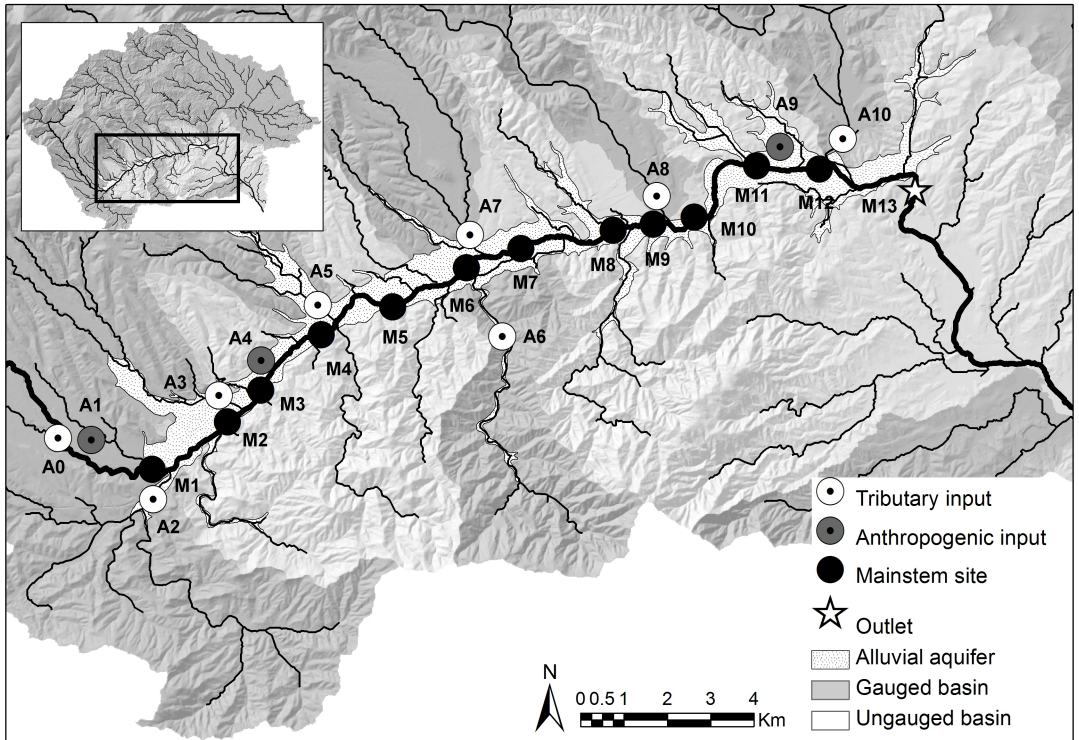 A9
A10
A8
M11
M12
M13
A7
M10
M9
M8
A5
M7
M6
A4
M5
A6
M4
A3
M3
A1
M2
A0
M1
A2
Tributary input
Anthropogenic input
Mainstem site
Outlet
Alluvial aquifer
Gauged basin
Ungauged basin
N
0 0.5 1 2 3 4
Km